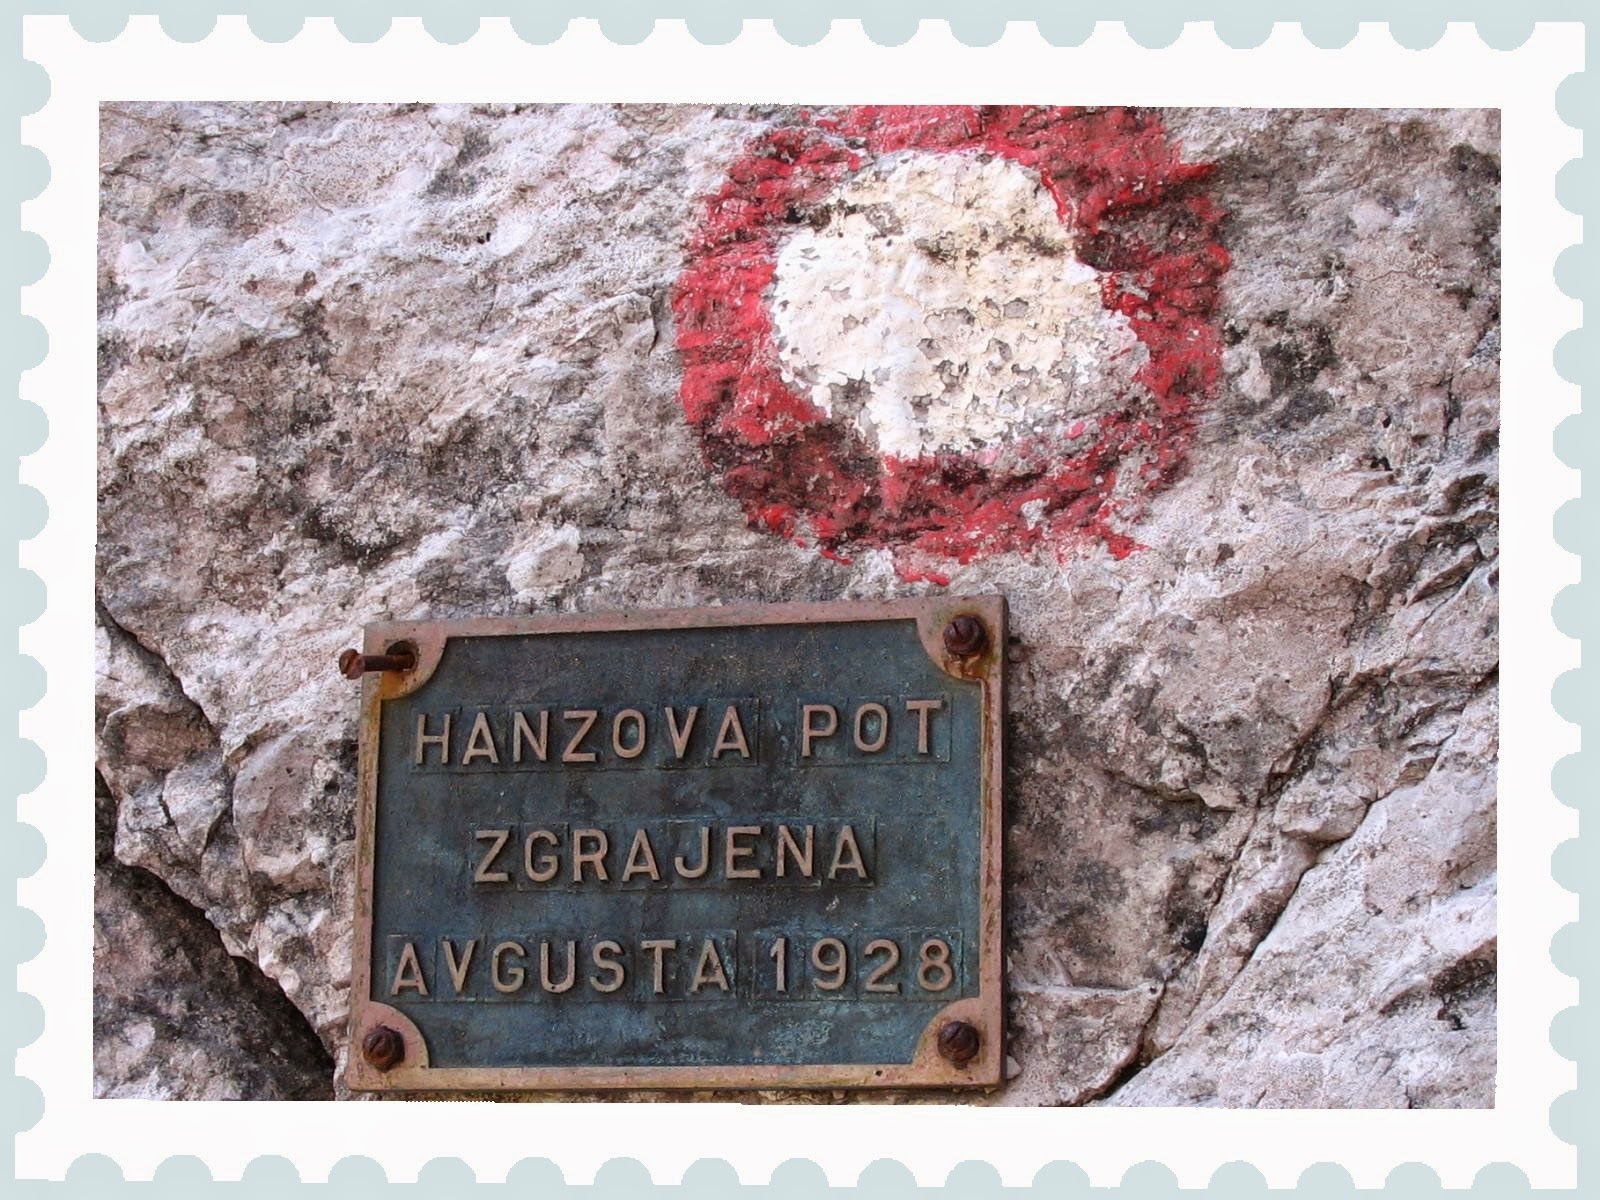 HANZOVA POT
ZGRAJENA
AVGUSTA 1928